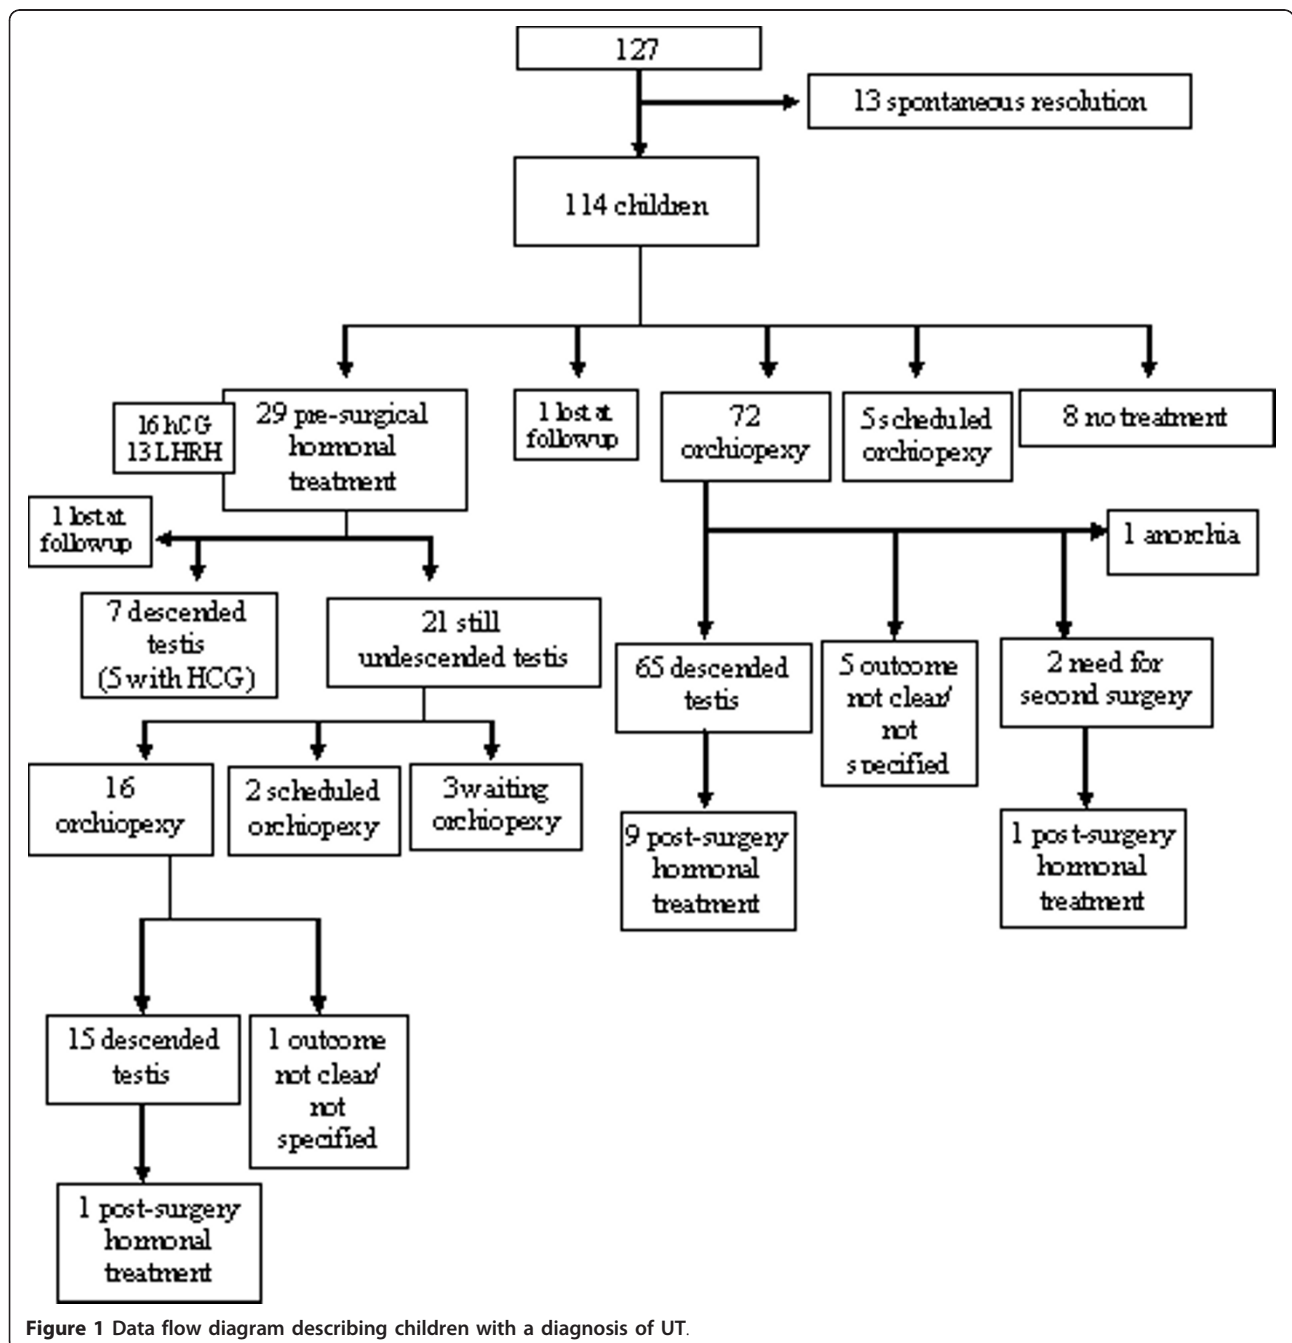 127
13 spontaneous resolution
114 children
16 hCG
13 LHRH
29 pre-surgical
hormonal
treatment
1 lost at
followup
72
orchiopexy
5 scheduled
orchiopexy
8 no treatment
1 lost at
followup
1 anorchia
7 descended
testis
(5 with HCG)
21 still
undescended testis
65 descended
testis
5 outcome
not clear/
not
specified
2 need for
second surgery
16
orchiopexy
2 scheduled
orchiopexy
3 waiting
orchiopexy
9 post-surgery
hormonal
treatment
1 post-surgery
hormonal
treatment
15 descended
testis
1 outcome
not clear/
not
specified
1 post-surgery
hormonal
treatment
Figure 1 Data flow diagram describing children with a diagnosis of UT.